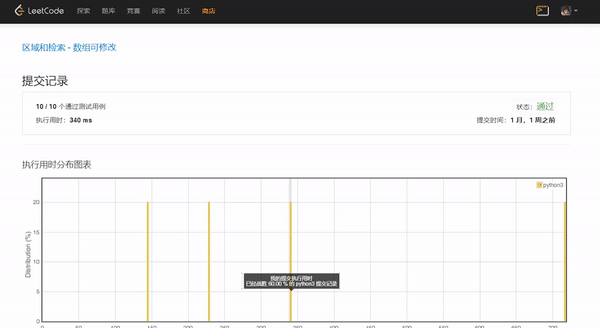 LeetCode 探索 题库 竞赛 阅读 社区 商店
区域和检索 - 数组可修改
提交记录
10 / 10 个通过测试用例
状态：通过
执行用时：340 ms
提交时间：1 月，1 周之前
执行用时分布图表
python3
我的提交执行用时
已经战胜 60.00 % 的 python3 提交记录
Distribution (%)
20
15
10
5
0
0 50 100 150 200 250 300 350 400 450 500 550 600 650 700